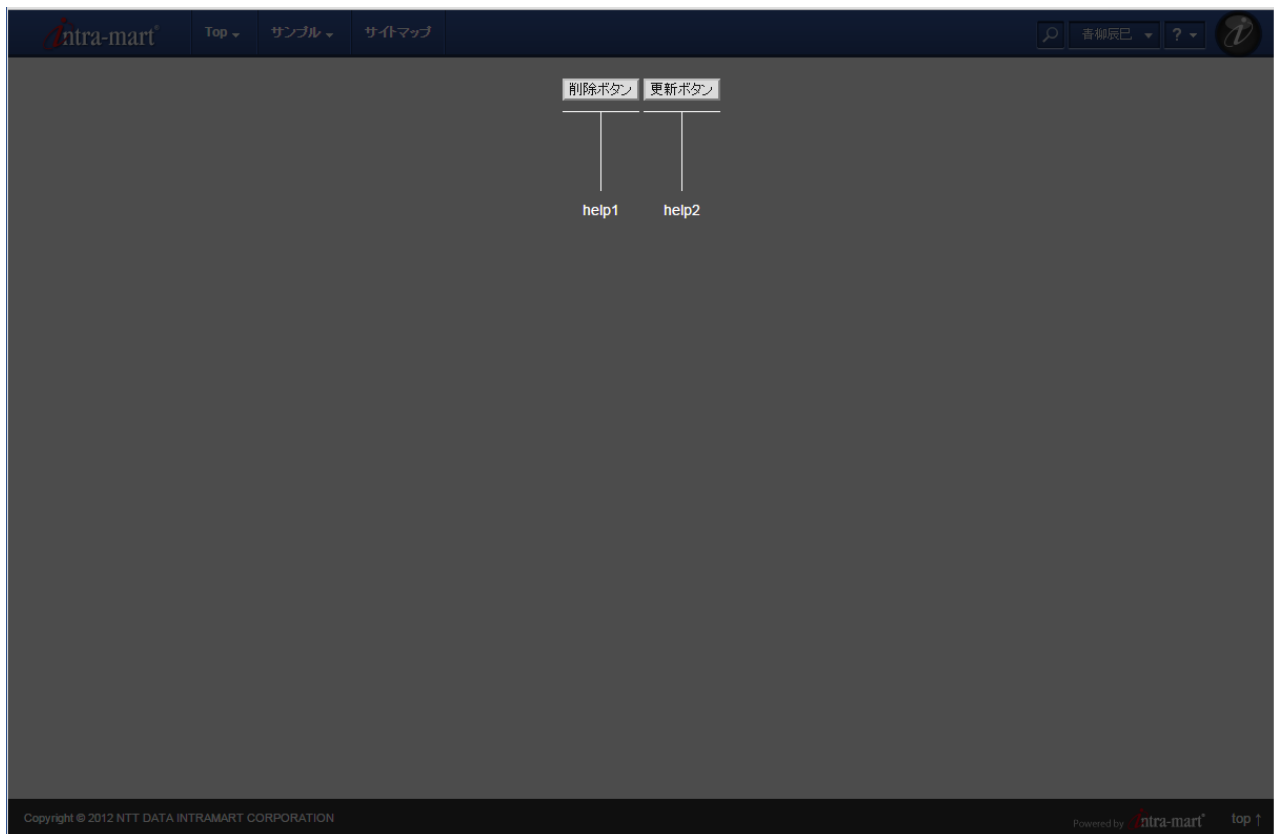 intra-mart®
Top サンプル サイトマップ
香柳辰巳 ?
削除ボタン 更新ボタン
help1 help2
Copyright © 2012 NTT DATA INTRAMART CORPORATION
Powered by intra-mart® top ↑